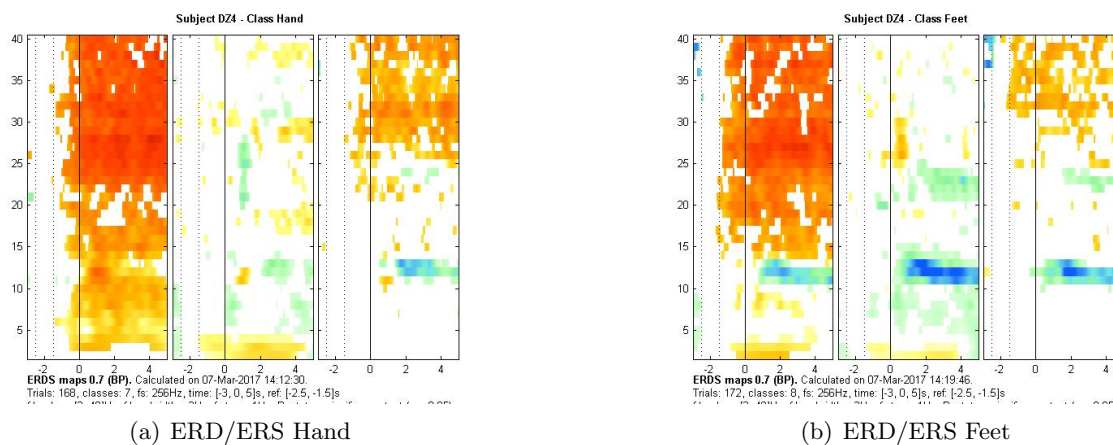 Subject DZ4 - Class Hand
40
35
30
25
20
15
10
5
-2 0 2 4 -2 0 2 4 -2 0 2 4
ERDS maps 0.7 (BP). Calculated on 07-Mar-2017 14:12:30.
Trials: 168, classes: 7, fs: 256Hz, time: [-3, 0, 5]s, ref: [-2.5, -1.5]s
(a) ERD/ERS Hand
Subject DZ4 - Class Feet
40
35
30
25
20
15
10
5
-2 0 2 4 -2 0 2 4 -2 0 2 4
ERDS maps 0.7 (BP). Calculated on 07-Mar-2017 14:19:46.
Trials: 172, classes: 8, fs: 256Hz, time: [-3, 0, 5]s, ref: [-2.5, -1.5]s
(b) ERD/ERS Feet